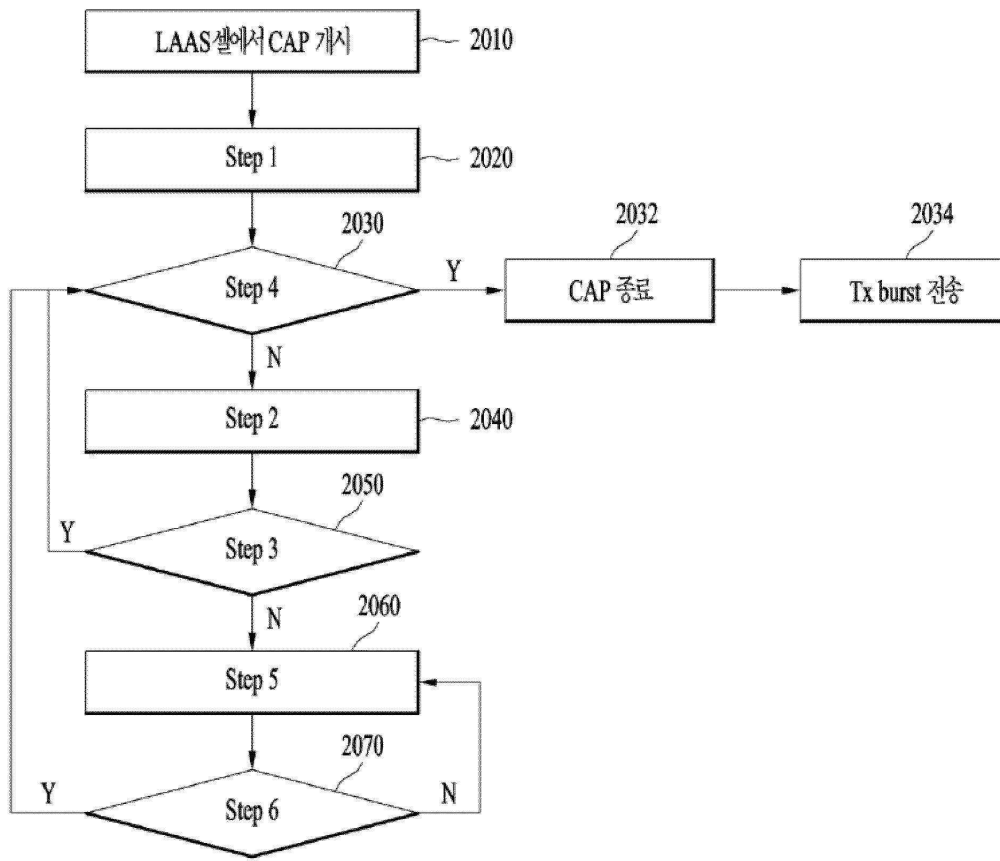 LAAS셀에서 CAP 개시
2010
Step 1
2020
2030
2032
2034
Step 4
Y
CAP 종료
Tx burst 전송
N
Step 2
2040
2050
Y
Step 3
N
2060
Step 5
2070
Y
Step 6
N